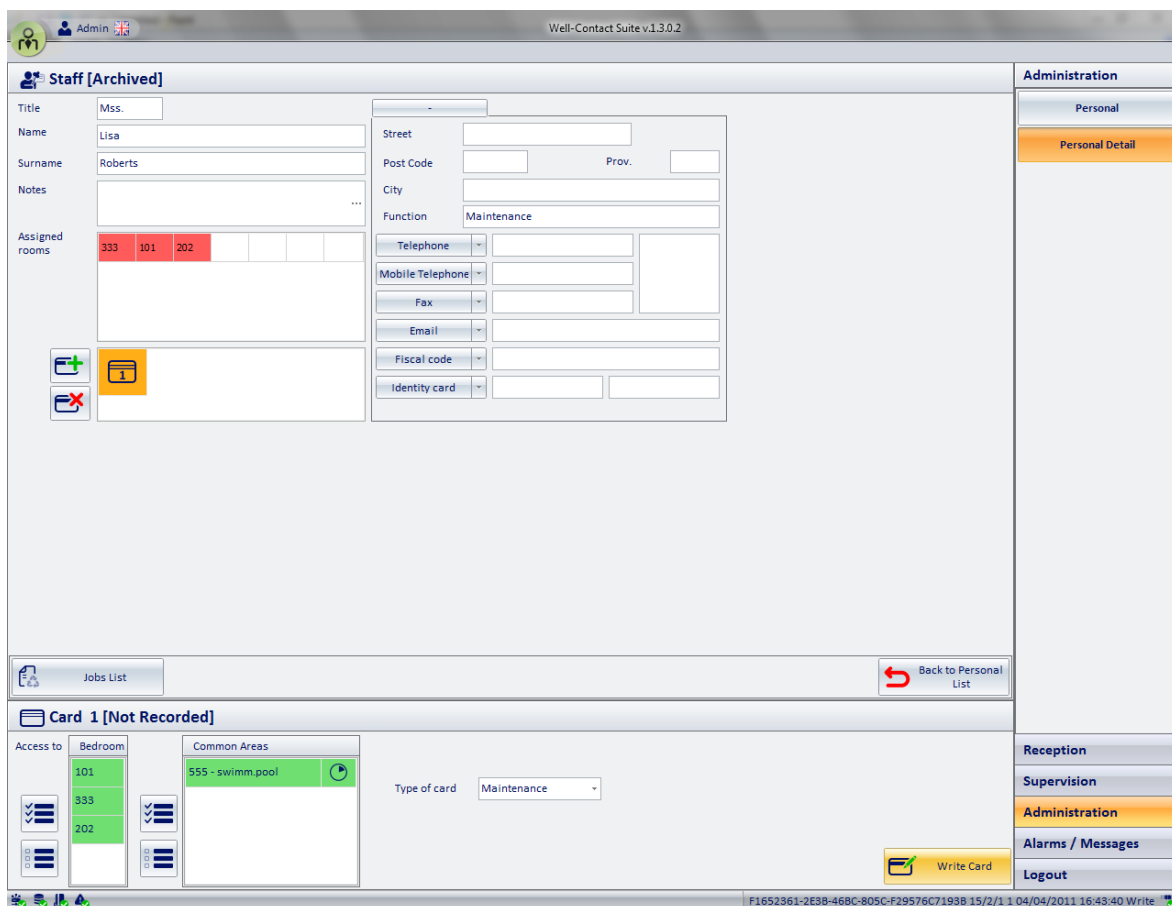 Admin
Well-Contact Suite v.1.3.0.2
Staff [Archived]
Title
Mss.
Name
Lisa
Surname
Roberts
Notes
...
Assigned
rooms
333 101 202
1
-
Street
Post Code
Prov.
City
Function
Maintenance
Telephone
Mobile Telephone
Fax
Email
Fiscal code
Identity card
Jobs List
Back to Personal
List
Card 1 [Not Recorded]
Access to
Bedroom
101
333
202
Common Areas
555 - swimm.pool
Type of card
Maintenance
Write Card
Administration
Personal
Personal Detail
Reception
Supervision
Administration
Alarms / Messages
Logout
F1652361-2E3B-46BC-805C-F29576C7193B 15/2/1 1 04/04/2011 16:43:40 Write